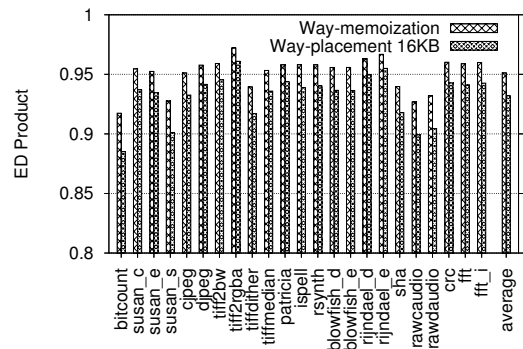 1
0.95
0.9
0.85
0.8
ED Product
Way-memoization
Way-placement 16KB
bitcount
susan_c
susan_e
susan_s
cjpeg
djpeg
tiff2bw
tiff2rgba
tiffdither
tiffmedian
patricia
ispell
rsynth
blowfish_d
blowfish_e
rijndael_d
rijndael_e
sha
rawcaudio
rawdaudio
crc
fft
fft_i
average